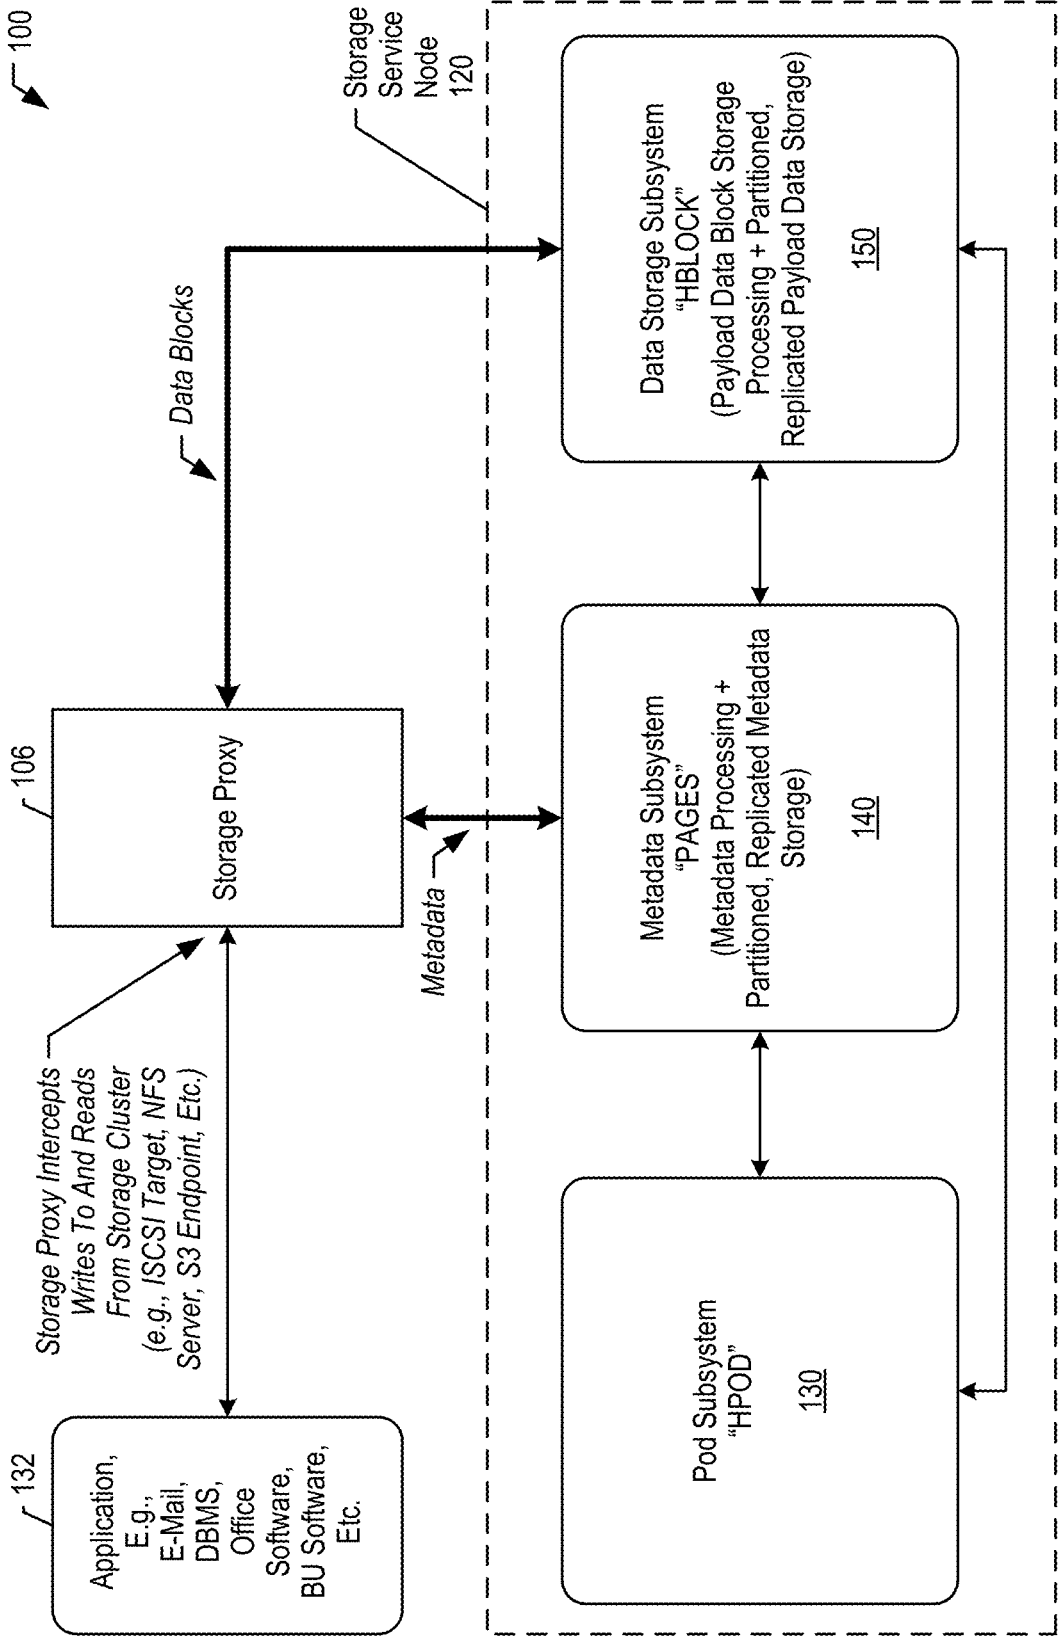 100
132
Application,
E.g.,
E-Mail,
DBMS,
Office
Software,
BU Software,
Etc.
Storage Proxy Intercepts
Writes To And Reads
From Storage Cluster
(e.g., ISCSI Target, NFS
Server, S3 Endpoint, Etc.)
106
Storage Proxy
Data Blocks
Metadata
Storage
Service
Node
120
Pod Subsystem
“HPOD”
130
Metadata Subsystem
“PAGES”
(Metadata Processing +
Partitioned, Replicated Metadata
Storage)
140
Data Storage Subsystem
“HBLOCK”
(Payload Data Block Storage
Processing + Partitioned,
Replicated Payload Data Storage)
150